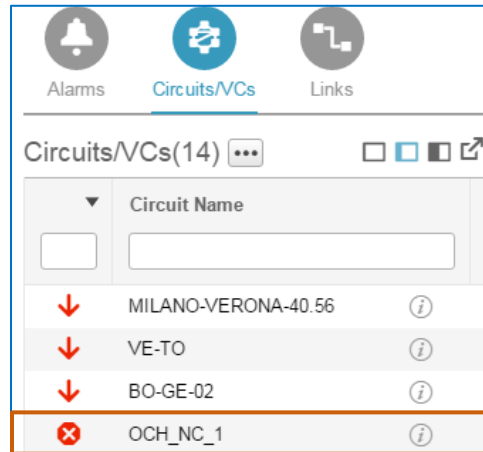 Alarms Circuits/VCs Links
Circuits/VCs(14)
Circuit Name
MILANO-VERONA-40.56
VE-TO
BO-GE-02
OCH_NC_1